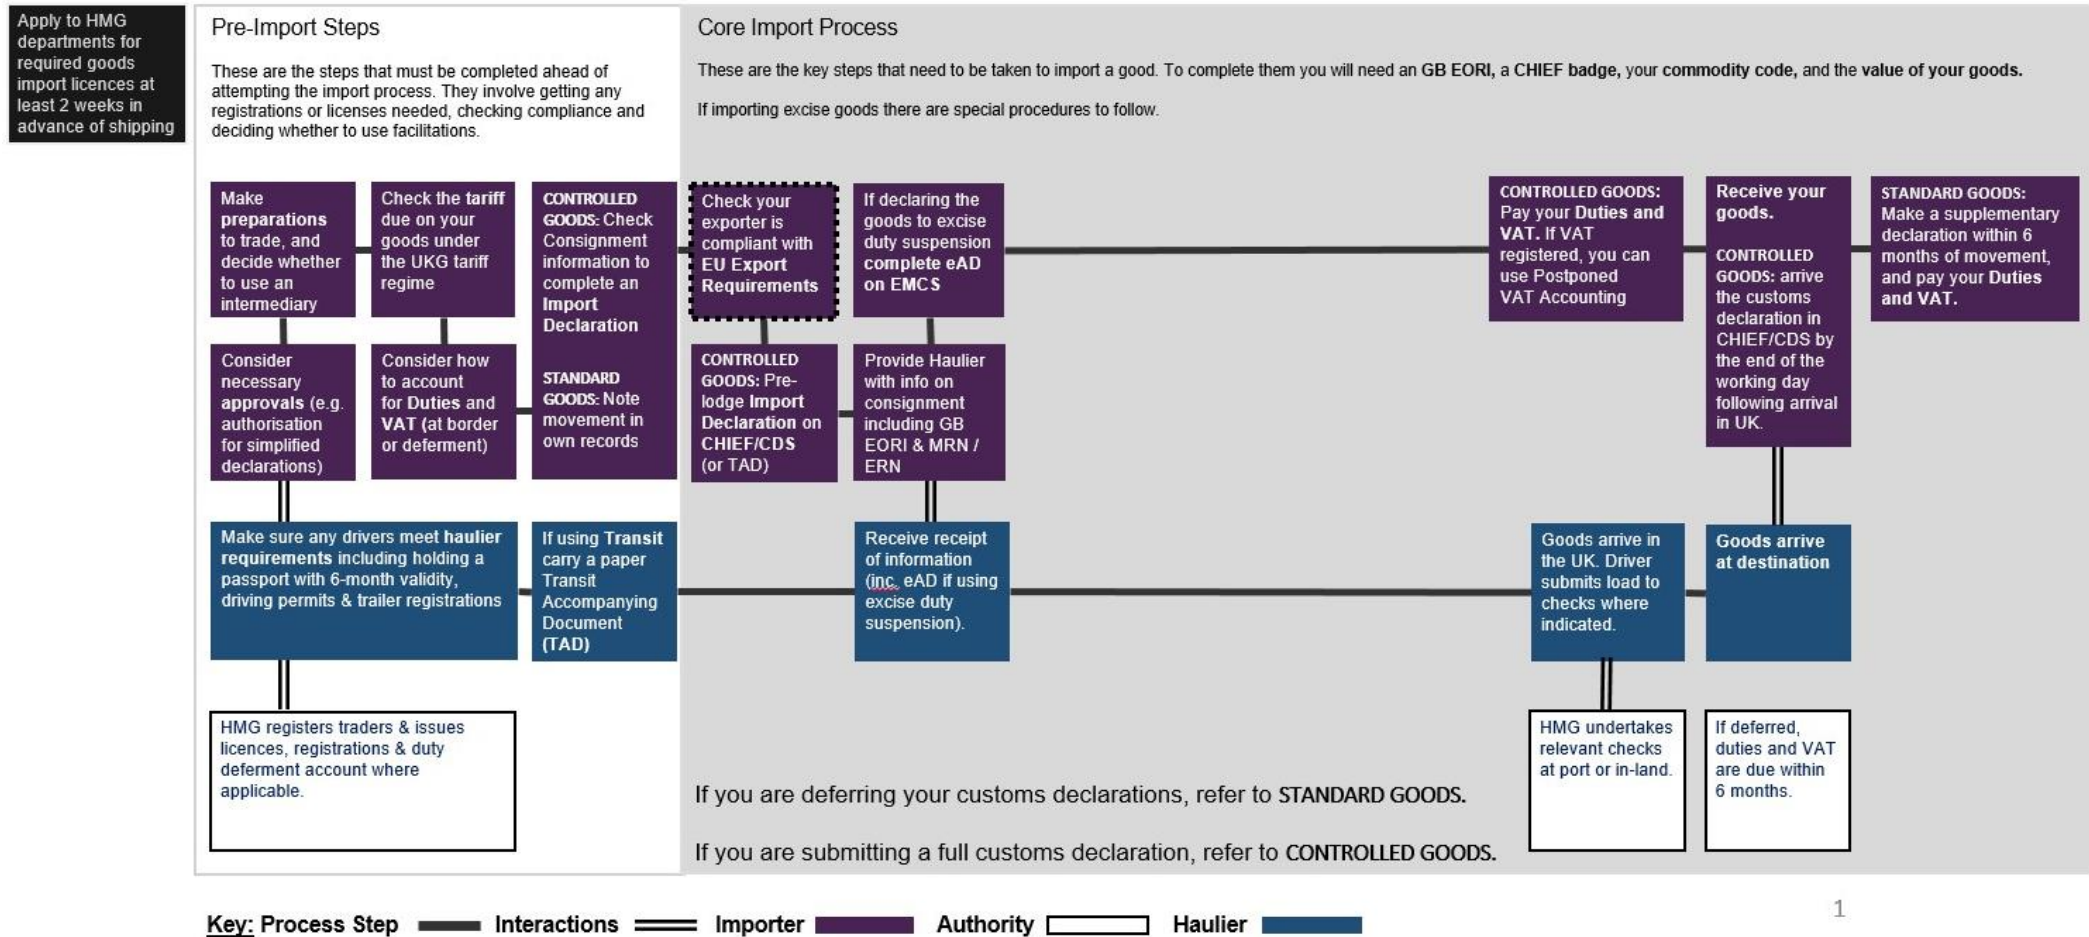 Apply to HMG
departments for
required goods
import licences at
least 2 weeks in
advance of shipping
Pre-Import Steps
These are the steps that must be completed ahead of
attempting the import process. They involve getting any
registrations or licenses needed, checking compliance and
deciding whether to use facilitations.
Core Import Process
These are the key steps that need to be taken to import a good. To complete them you will need an GB EORI, a CHIEF badge, your commodity code, and the value of your goods.
If importing excise goods there are special procedures to follow.
Make
preparations
to trade, and
decide whether
to use an
intermediary
Check the tariff
due on your
goods under
the UKG tariff
regime
CONTROLLED
GOODS: Check
Consignment
information to
complete an
Import
Declaration
STANDARD
GOODS: Note
movement in
own records
Check your
exporter is
compliant with
EU Export
Requirements
If declaring the
goods to excise
duty suspension
complete eAD
on EMCS
CONTROLLED GOODS:
Pay your Duties and
VAT. If VAT
registered, you can
use Postponed
VAT Accounting
Receive your
goods.
CONTROLLED
GOODS: arrive
the customs
declaration in
CHIEF/CDS by
the end of the
working day
following arrival
in UK.
STANDARD GOODS:
Make a supplementary
declaration within 6
months of movement,
and pay your Duties
and VAT.
Consider
necessary
approvals (e.g.
authorisation
for simplified
declarations)
Consider how
to account
for Duties and
VAT (at border
or deferment)
CONTROLLED
GOODS: Pre-
lodge Import
Declaration on
CHIEF/CDS
(or TAD)
Provide Haulier
with info on
consignment
including GB
EORI & MRN /
ERN
Make sure any drivers meet haulier
requirements including holding a
passport with 6-month validity,
driving permits & trailer registrations
If using Transit
carry a paper
Transit
Accompanying
Document
(TAD)
Receive receipt
of information
(inc. eAD if using
excise duty
suspension).
Goods arrive in
the UK. Driver
submits load to
checks where
indicated.
Goods arrive
at destination
HMG registers traders & issues
licences, registrations & duty
deferment account where
applicable.
HMG undertakes
relevant checks
at port or in-land.
If deferred,
duties and VAT
are due within
6 months.
If you are deferring your customs declarations, refer to STANDARD GOODS.
If you are submitting a full customs declaration, refer to CONTROLLED GOODS.
Key: Process Step Interactions Importer Authority Haulier
1